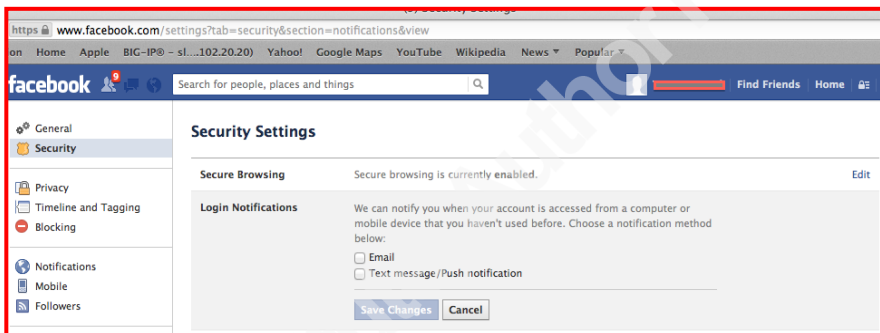 https www.facebook.com/settings?tab=security&section=notifications&view
on Home Apple BIG-IP® - sl....102.20.20) Yahoo! Google Maps YouTube Wikipedia News Popular
facebook 9 Search for people, places and things Find Friends Home
General
Security
Privacy
Timeline and Tagging
Blocking
Notifications
Mobile
Followers
Security Settings
Secure Browsing Secure browsing is currently enabled. Edit
Login Notifications We can notify you when your account is accessed from a computer or
mobile device that you haven't used before. Choose a notification method
below:
Email
Text message/Push notification
Save Changes Cancel